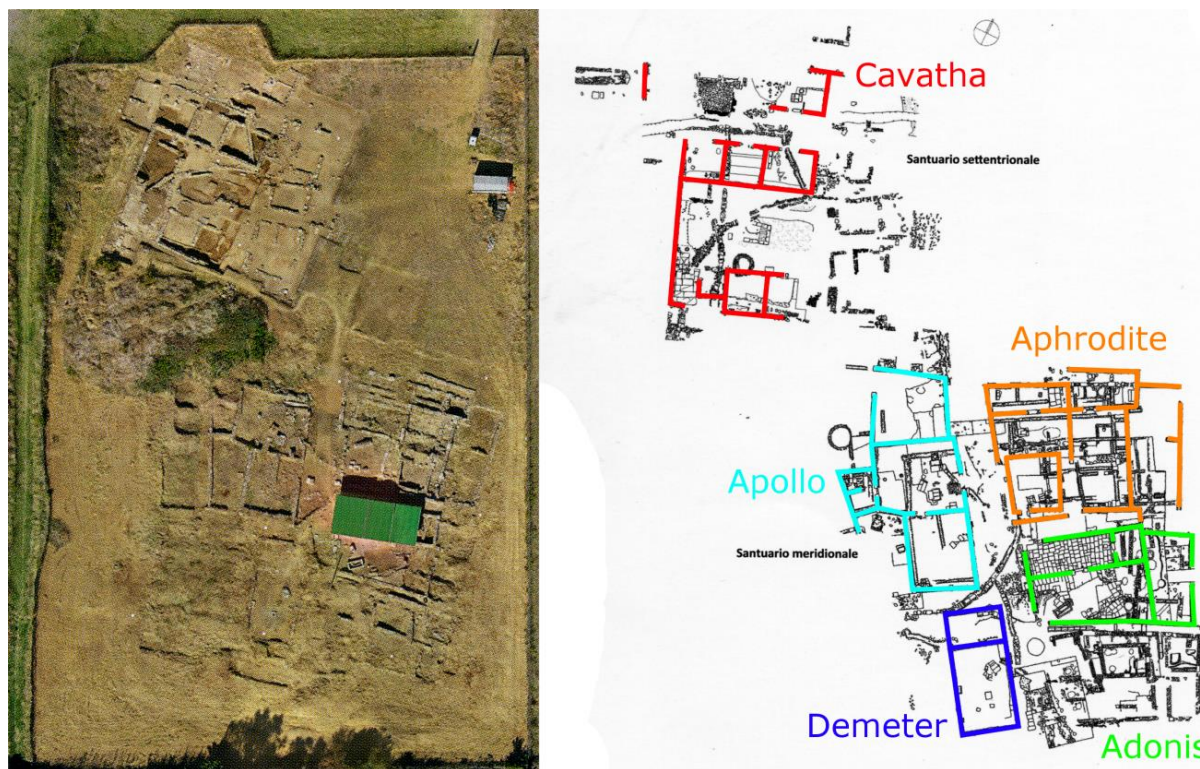 Cavatha
Santuario settentrionale
Aphrodite
Apollo
Santuario meridionale
Demeter
Adonis